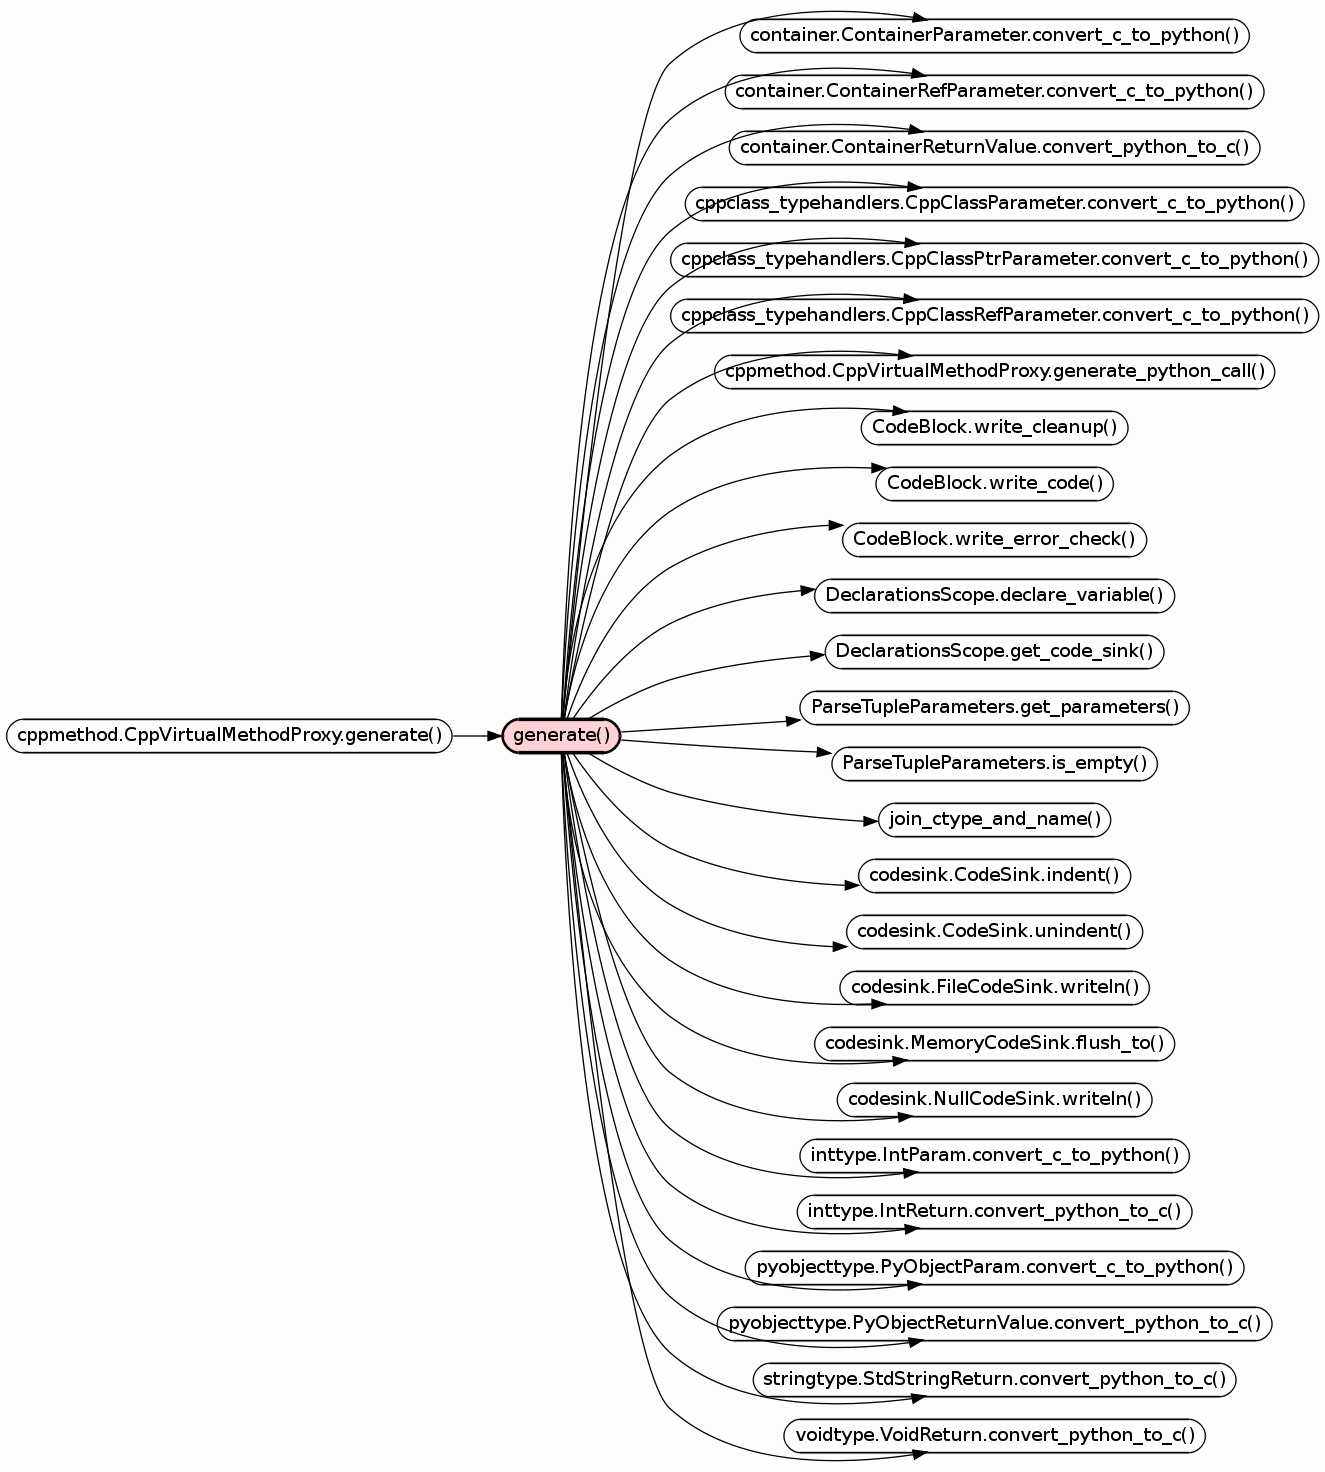 container.ContainerParameter.convert_c_to_python()
container.ContainerRefParameter.convert_c_to_python()
container.ContainerReturnValue.convert_python_to_c()
cppclass_typehandlers.CppClassParameter.convert_c_to_python()
cppclass_typehandlers.CppClassPtrParameter.convert_c_to_python()
cppclass_typehandlers.CppClassRefParameter.convert_c_to_python()
cppmethod.CppVirtualMethodProxy.generate_python_call()
CodeBlock.write_cleanup()
CodeBlock.write_code()
CodeBlock.write_error_check()
DeclarationsScope.declare_variable()
DeclarationsScope.get_code_sink()
ParseTupleParameters.get_parameters()
cppmethod.CppVirtualMethodProxy.generate()
generate()
ParseTupleParameters.is_empty()
join_ctype_and_name()
codesink.CodeSink.indent()
codesink.CodeSink.unindent()
codesink.FileCodeSink.writeln()
codesink.MemoryCodeSink.flush_to()
codesink.NullCodeSink.writeln()
inttype.IntParam.convert_c_to_python()
inttype.IntReturn.convert_python_to_c()
pyobjecttype.PyObjectParam.convert_c_to_python()
pyobjecttype.PyObjectReturnValue.convert_python_to_c()
stringtype.StdStringReturn.convert_python_to_c()
voidtype.VoidReturn.convert_python_to_c()